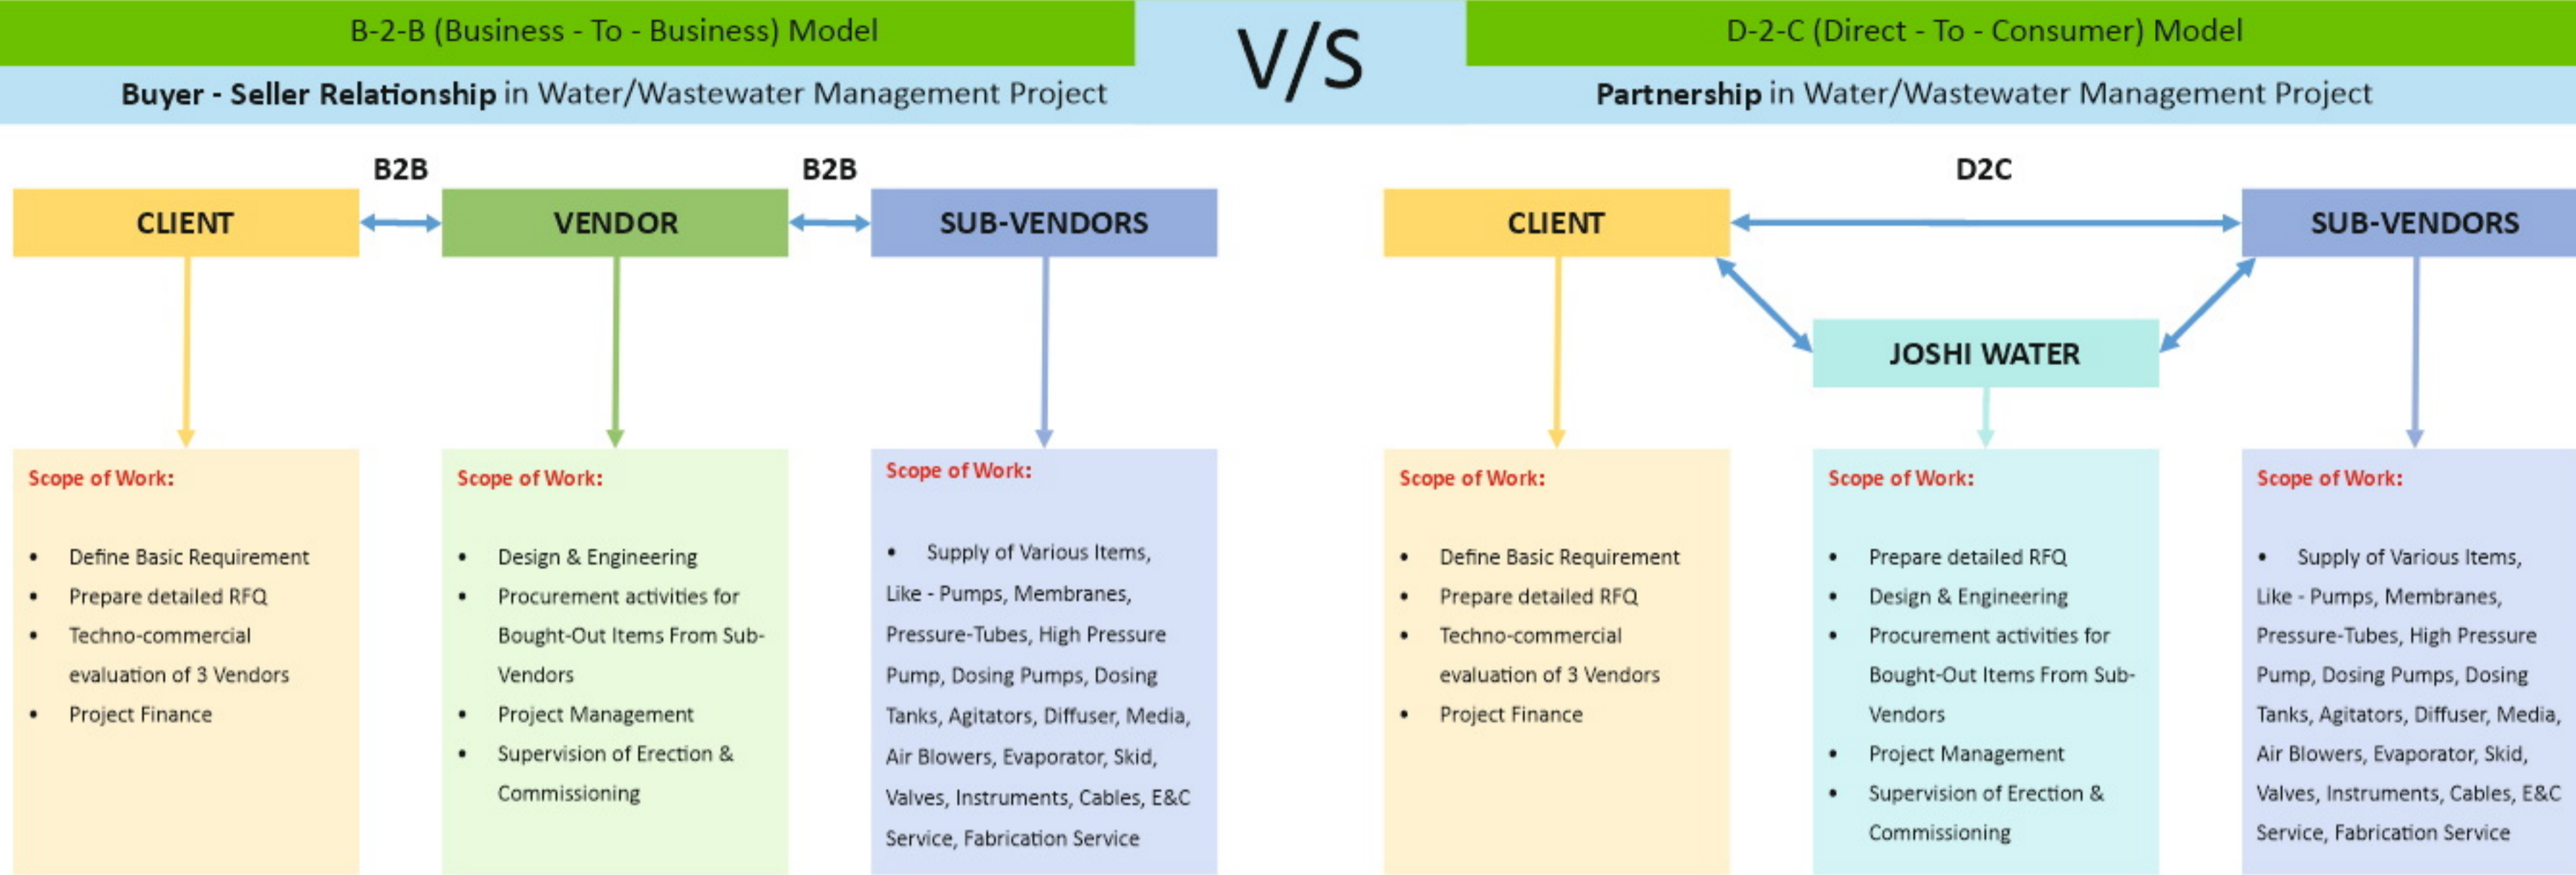 B-2-B (Business - To - Business) Model
V/S
D-2-C (Direct - To - Consumer) Model
Buyer - Seller Relationship in Water/Wastewater Management Project
Partnership in Water/Wastewater Management Project
B2B
B2B
CLIENT
VENDOR
SUB-VENDORS
Scope of Work:
• Define Basic Requirement
• Prepare detailed RFQ
• Techno-commercial
evaluation of 3 Vendors
• Project Finance
Scope of Work:
• Design & Engineering
• Procurement activities for
Bought-Out Items From Sub-
Vendors
• Project Management
• Supervision of Erection &
Commissioning
Scope of Work:
• Supply of Various Items,
Like - Pumps, Membranes,
Pressure-Tubes, High Pressure
Pump, Dosing Pumps, Dosing
Tanks, Agitators, Diffuser, Media,
Air Blowers, Evaporator, Skid,
Valves, Instruments, Cables, E&C
Service, Fabrication Service
D2C
CLIENT
SUB-VENDORS
JOSHI WATER
Scope of Work:
• Define Basic Requirement
• Prepare detailed RFQ
• Techno-commercial
evaluation of 3 Vendors
• Project Finance
Scope of Work:
• Prepare detailed RFQ
• Design & Engineering
• Procurement activities for
Bought-Out Items From Sub-
Vendors
• Project Management
• Supervision of Erection &
Commissioning
Scope of Work:
• Supply of Various Items,
Like - Pumps, Membranes,
Pressure-Tubes, High Pressure
Pump, Dosing Pumps, Dosing
Tanks, Agitators, Diffuser, Media,
Air Blowers, Evaporator, Skid,
Valves, Instruments, Cables, E&C
Service, Fabrication Service